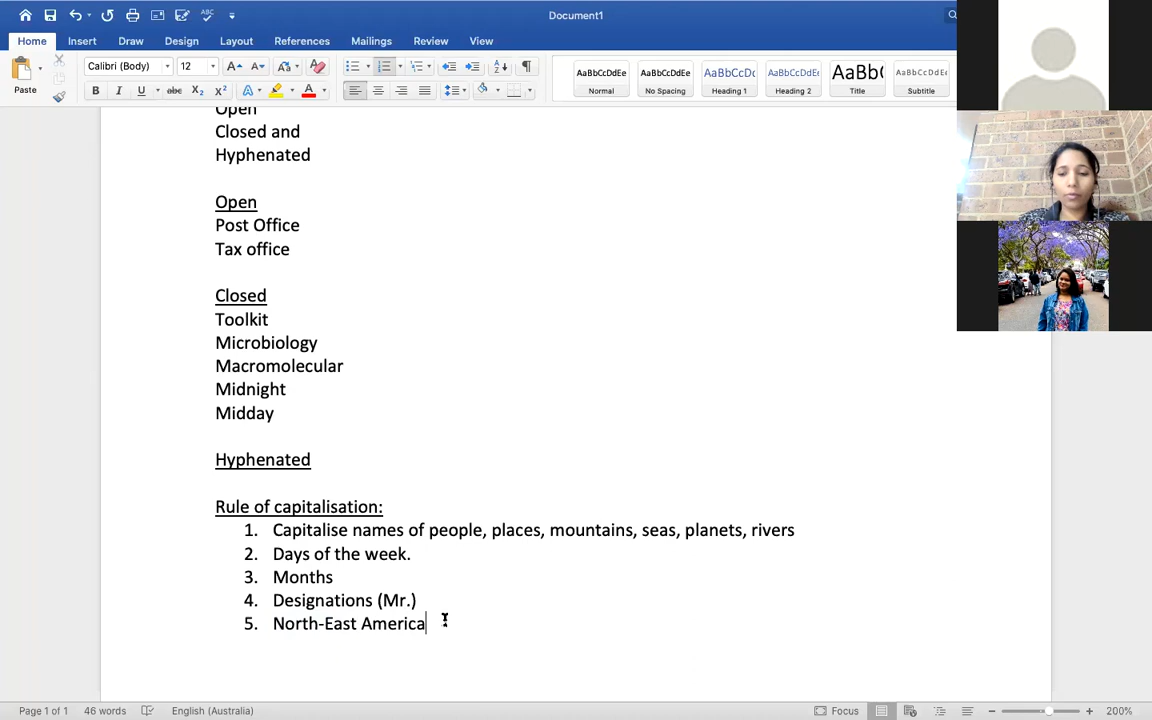 Document1
Home Insert Draw Design Layout References Mailings Review View
Paste
Calibri (Body) 12
B I U abc X₂ X² A A
AaBbCcDdEe AaBbCcDdEe AaBbCcDc AaBbCcDdEe AaBb( AaBbCcDdEe
Normal No Spacing Heading 1 Heading 2 Title Subtitle
Open
Closed and
Hyphenated
Open
Post Office
Tax office
Closed
Toolkit
Microbiology
Macromolecular
Midnight
Midday
Hyphenated
Rule of capitalisation:
1. Capitalise names of people, places, mountains, seas, planets, rivers
2. Days of the week.
3. Months
4. Designations (Mr.)
5. North-East America
Page 1 of 1 46 words English (Australia) Focus 200%